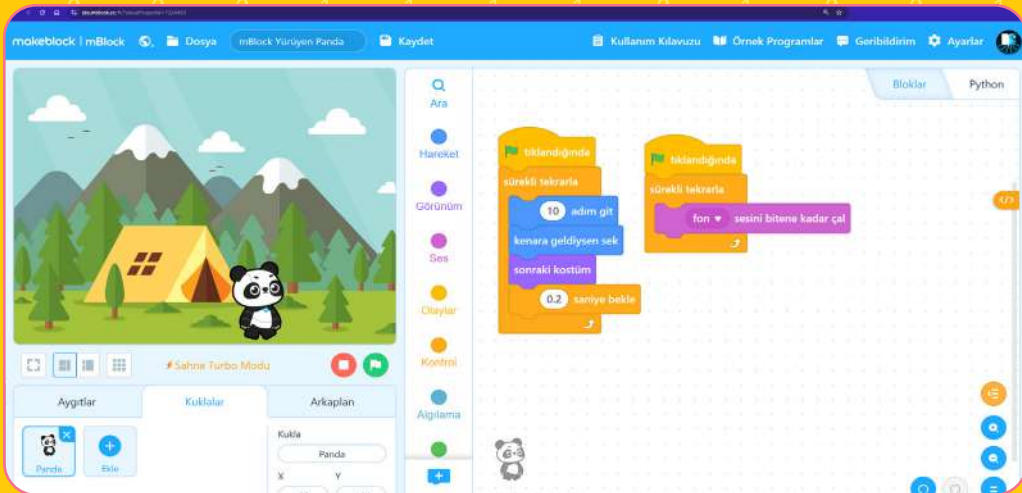 makeblock | mBlock
Dosya
mBlock Yürüyen Panda
Kaydet
Kullanım Kılavuzu
Örnek Programlar
Geribildirim
Ayarlar
Ara
Hareket
Görünüm
Ses
Olaylar
Kontrol
Algılama
Bloklar
Python
tıklandığında
sürekli tekrarla
10 adım git
kenara geldiysen sek
sonraki kostüm
0.2 saniye bekle
tıklandığında
sürekli tekrarla
fon sesini bitene kadar çal
Sahne Turbo Modu
Aygıtlar
Kuklalar
Arkaplan
Panda
Ekle
Kukla
Panda
X Y